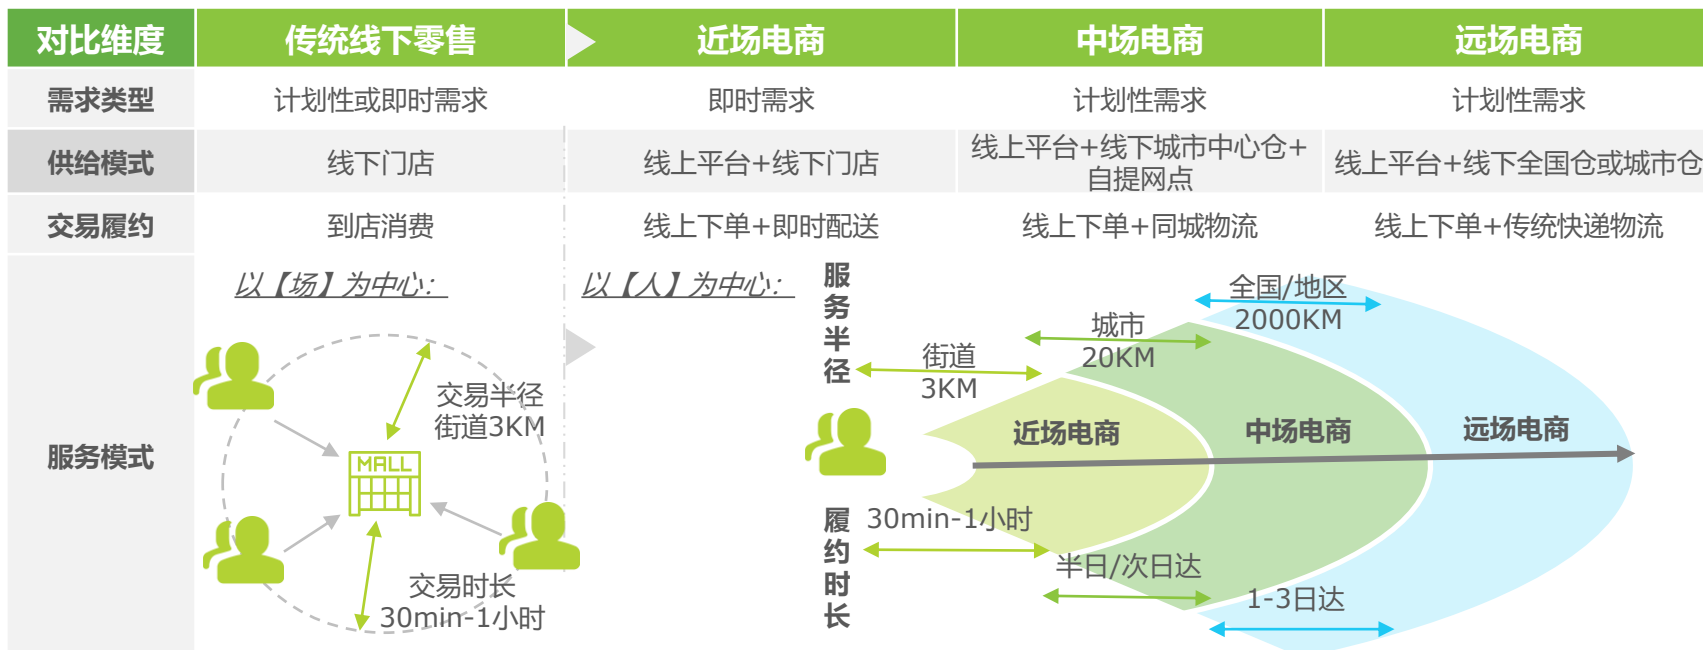 对比维度 传统线下零售 近场电商 中场电商 远场电商
需求类型 计划性或即时需求 即时需求 计划性需求 计划性需求
供给模式 线下门店 线上平台+线下门店 线上平台+线下城市中心仓+
自提网点 线上平台+线下全国仓或城市仓
交易履约 到店消费 线上下单+即时配送 线上下单+同城物流 线上下单+传统快递物流
服务模式
以【场】为中心：
交易半径
街道3KM
MALL
交易时长
30min-1小时
以【人】为中心：
服务半径
街道
3KM
城市
20KM
全国/地区
2000KM
近场电商
中场电商
远场电商
履约时长
30min-1小时
半日/次日达
1-3日达